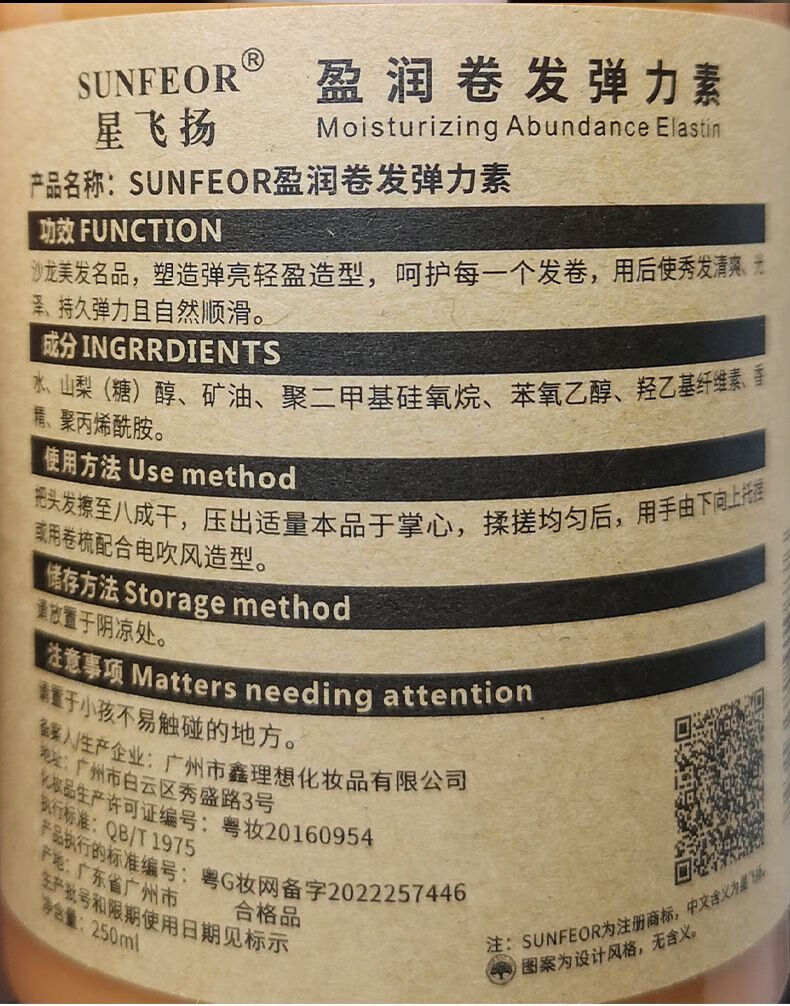 SUNFEOR®
星飞扬
盈润卷发弹力素
Moisturizing Abundance Elastin
产品名称：SUNFEOR盈润卷发弹力素
功效 FUNCTION
沙龙美发名品，塑造弹亮轻盈造型，呵护每一个发卷，用后使秀发清爽、光
泽、持久弹力且自然顺滑。
成分 INGRRDIENTS
水、山梨（糖）醇、矿油、聚二甲基硅氧烷、苯氧乙醇、羟乙基纤维素、香
精、聚丙烯酰胺。
使用方法 Use method
把头发擦至八成干，压出适量本品于掌心，揉搓均匀后，用手由下向上托捏
或用卷梳配合电吹风造型。
储存方法 Storage method
请放置于阴凉处。
注意事项 Matters needing attention
请置于小孩不易触碰的地方。
备案人/生产企业：广州市鑫理想化妆品有限公司
地址：广州市白云区秀盛路3号
化妆品生产许可证编号：粤妆20160954
执行标准：QB/T 1975
产品执行的标准编号：粤G妆网备字2022257446
产地：广东省广州市
合格品
生产批号和限期使用日期见标示
净含量：250ml
注：SUNFEOR为注册商标，中文含义为星飞扬。
图案为设计风格，无含义。